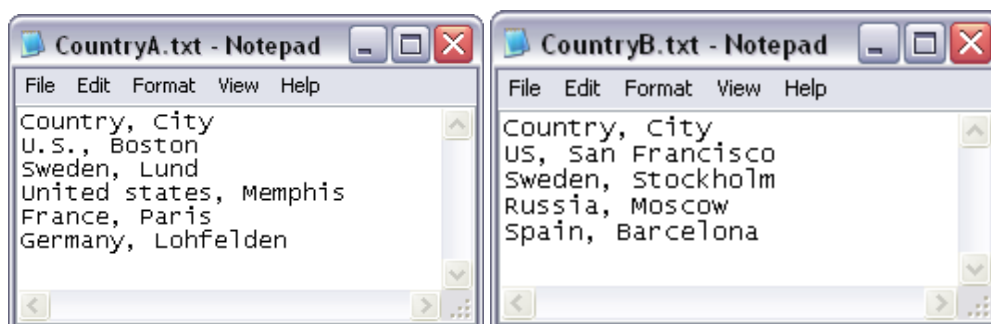 CountryA.txt - Notepad
File Edit Format View Help
Country, City
U.S., Boston
Sweden, Lund
United states, Memphis
France, Paris
Germany, Lohfelden
CountryB.txt - Notepad
File Edit Format View Help
Country, City
US, San Francisco
Sweden, Stockholm
Russia, Moscow
Spain, Barcelona